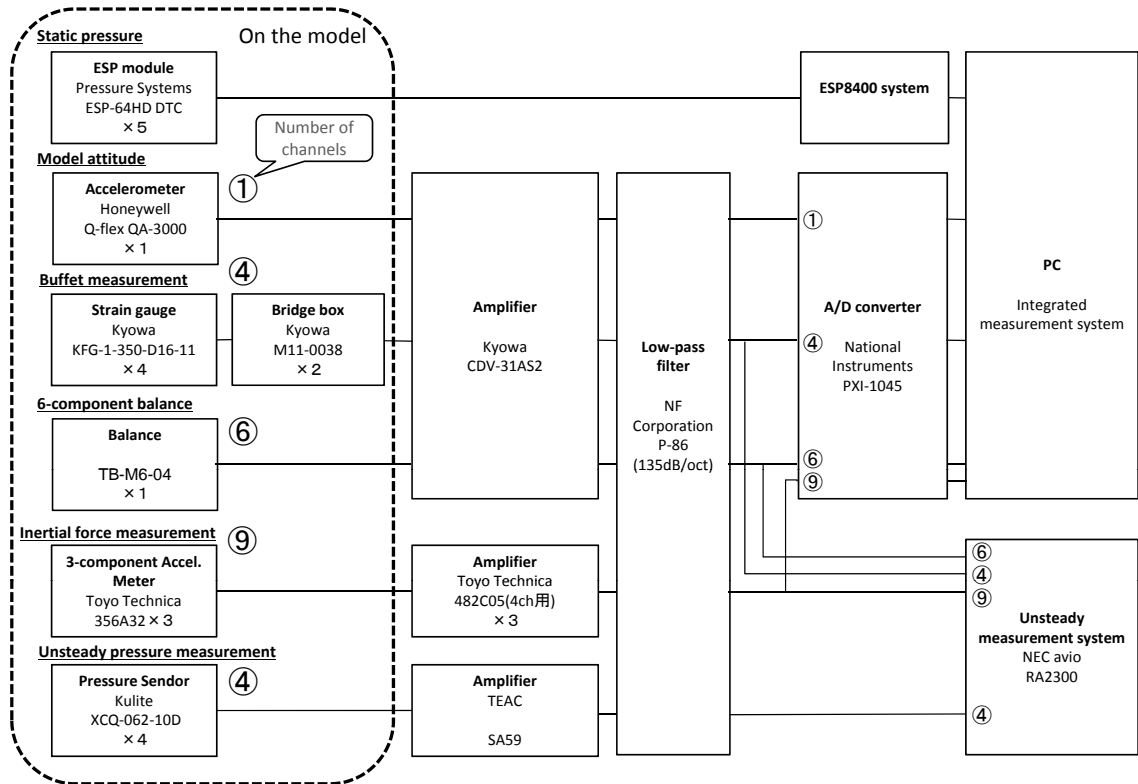 On the model
Static pressure
ESP module
Pressure Systems
ESP-64HD DTC
×5
ESP8400 system
Number of
channels
Model attitude
①
Accelerometer
Honeywell
Q-flex QA-3000
×1
①
Buffet measurement
④
Strain gauge
Kyowa
KFG-1-350-D16-11
×4
Bridge box
Kyowa
M11-0038
×2
Amplifier
Kyowa
CDV-31AS2
Low-pass
filter
NF
Corporation
P-86
(135dB/oct)
④
A/D converter
National
Instruments
PXI-1045
PC
Integrated
measurement system
6-component balance
⑥
Balance
TB-M6-04
×1
⑥
⑨
Inertial force measurement
⑨
3-component Accel.
Meter
Toyo Technica
356A32×3
Amplifier
Toyo Technica
482C05(4ch用)
×3
⑥
④
⑨
Unsteady
measurement system
NEC avio
RA2300
Unsteady pressure measurement
④
Pressure Sendor
Kulite
XCQ-062-10D
×4
Amplifier
TEAC
SA59
④